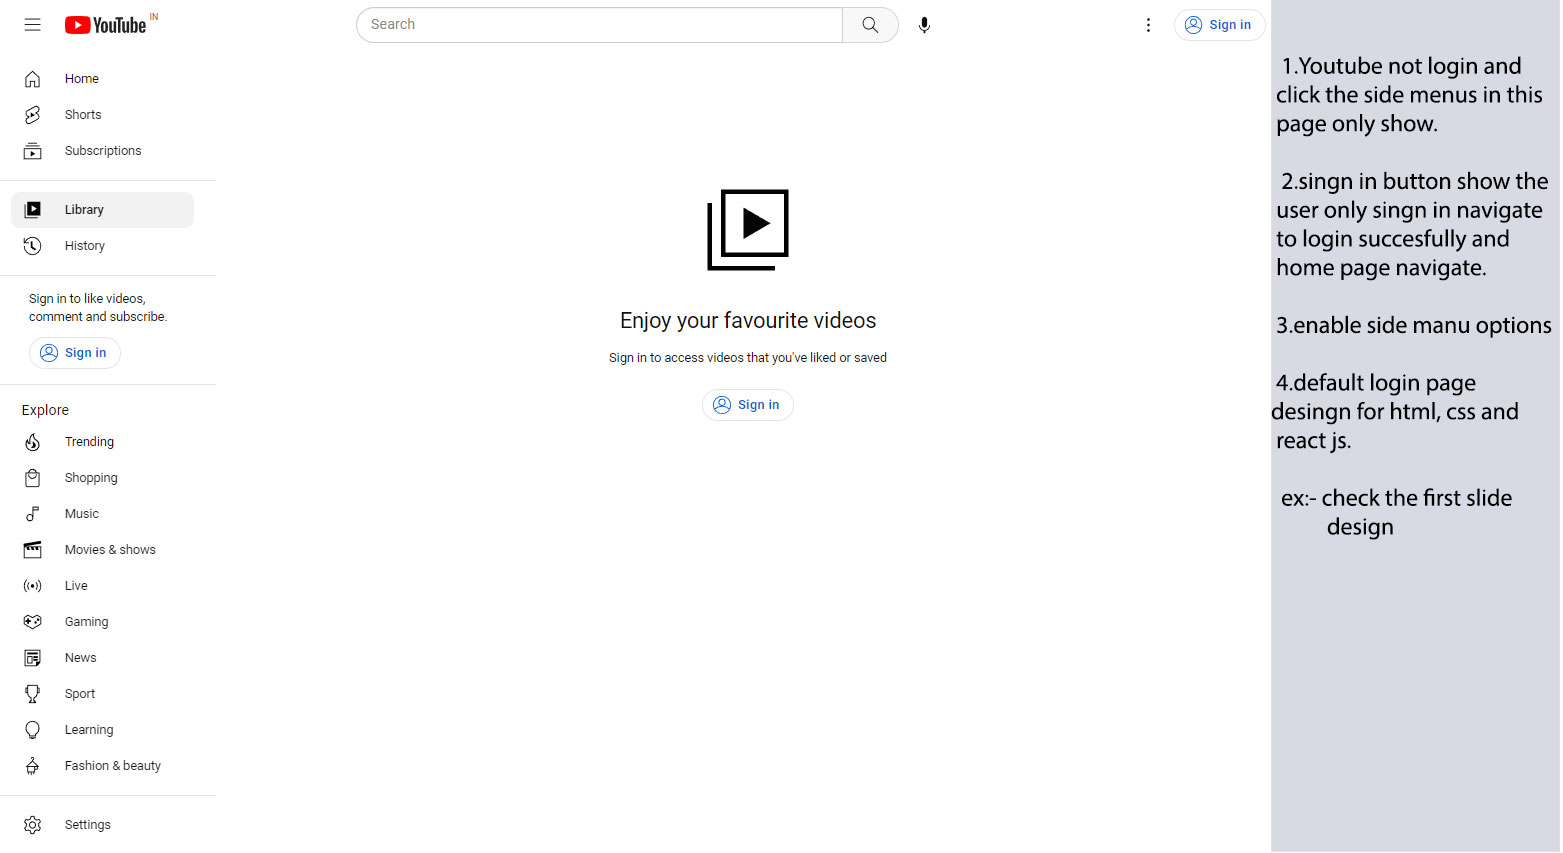 YouTube IN
Search
Sign in
Home
Shorts
Subscriptions
Library
History
Sign in to like videos,
comment and subscribe.
Sign in
Explore
Trending
Shopping
Music
Movies & shows
Live
Gaming
News
Sport
Learning
Fashion & beauty
Settings
Enjoy your favourite videos
Sign in to access videos that you've liked or saved
Sign in
1.Youtube not login and
click the side menus in this
page only show.
2.singn in button show the
user only singn in navigate
to login succesfully and
home page navigate.
3.enable side manu options
4.default login page
desingn for html, css and
react js.
ex:- check the first slide
design